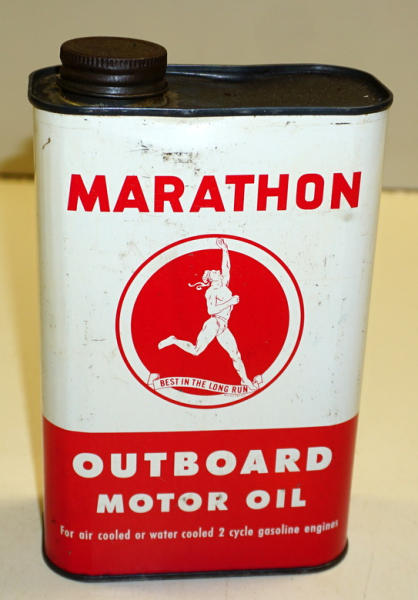 MARATHON
BEST IN THE LONG RUN
OUTBOARD
MOTOR OIL
For air cooled or water cooled 2 cycle gasoline engines